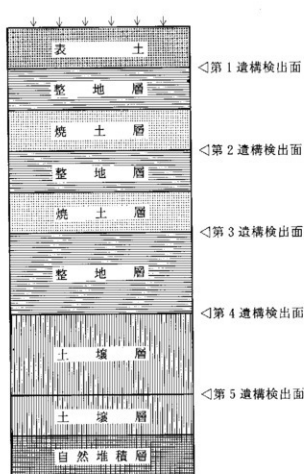 表土
◁第1遺構検出面
整地層
焼土層
◁第2遺構検出面
整地層
焼土層
◁第3遺構検出面
整地層
◁第4遺構検出面
土壌層
◁第5遺構検出面
土壌層
自然堆積層